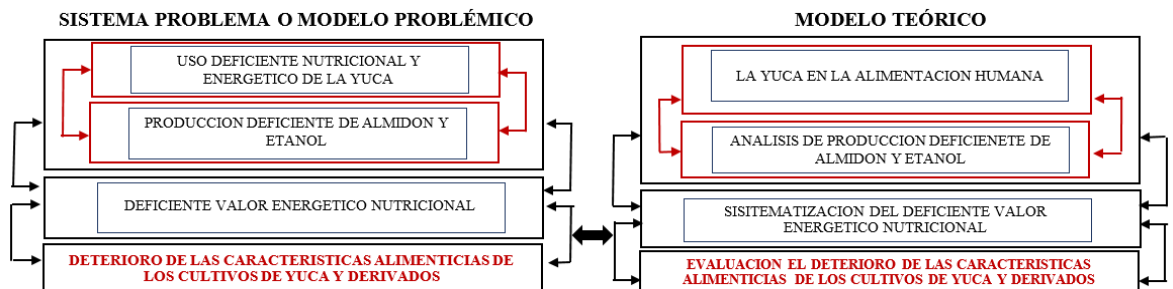 SISTEMA PROBLEMA O MODELO PROBLÉMICO
USO DEFICIENTE NUTRICIONAL Y
ENERGETICO DE LA YUCA
PRODUCCION DEFICIENTE DE ALMIDON Y
ETANOL
DEFICIENTE VALOR ENERGETICO NUTRICIONAL
DETERIORO DE LAS CARACTERISTICAS ALIMENTICIAS DE
LOS CULTIVOS DE YUCA Y DERIVADOS
MODELO TEÓRICO
LA YUCA EN LA ALIMENTACION HUMANA
ANALISIS DE PRODUCCION DEFICIENETE DE
ALMIDON Y ETANOL
SISITEMATIZACION DEL DEFICIENTE VALOR
ENERGETICO NUTRICIONAL
EVALUACION EL DETERIORO DE LAS CARACTERISTICAS
ALIMENTICIAS DE LOS CULTIVOS DE YUCA Y DERIVADOS